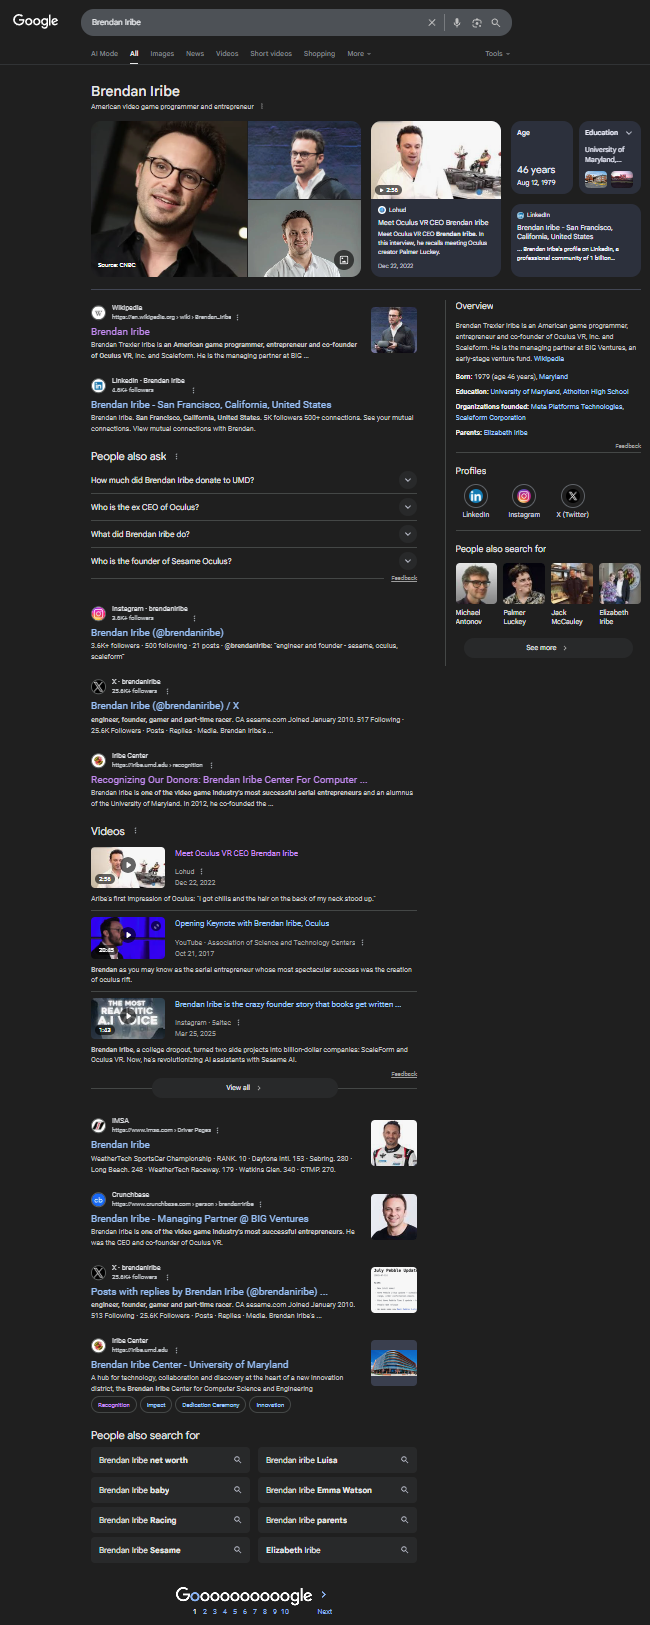 Google
Brendan Iribe
AI Mode
All
Images
News
Videos
Short videos
Shopping
More
Tools
Brendan Iribe
American video game programmer and entrepreneur
Source: CNBC
2:56
Lohud
Meet Oculus VR CEO Brendan Iribe
Meet Oculus VR CEO Brendan Iribe. In
this interview, he recalls meeting Oculus
creator Palmer Luckey.
Dec 22, 2022
Age
46 years
Aug 12, 1979
Education
University of
Maryland,...
LinkedIn
Brendan Iribe - San Francisco,
California, United States
... Brendan Iribe's profile on LinkedIn, a
professional community of 1 billion...
Wikipedia
https://en.wikipedia.org › wiki › Brendan_Iribe
Brendan Iribe
Brendan Trexler Iribe is an American game programmer, entrepreneur and co-founder
of Oculus VR, Inc. and Scaleform. He is the managing partner at BIG ...
LinkedIn · Brendan Iribe
4.6K+ followers
Brendan Iribe - San Francisco, California, United States
Brendan Iribe. San Francisco, California, United States. 5K followers 500+ connections. See your mutual
connections. View mutual connections with Brendan.
People also ask
How much did Brendan Iribe donate to UMD?
Who is the ex CEO of Oculus?
What did Brendan Iribe do?
Who is the founder of Sesame Oculus?
Feedback
Instagram · brendaniribe
3.6K+ followers
Brendan Iribe (@brendaniribe)
3.6K+ followers · 500 following · 21 posts · @brendaniribe: "engineer and founder - sesame, oculus,
scaleform"
X · brendaniribe
25.6K+ followers
Brendan Iribe (@brendaniribe) / X
engineer, founder, gamer and part-time racer. CA sesame.com Joined January 2010. 517 Following ·
25.6K Followers · Posts · Replies · Media. Brendan Iribe's ...
Iribe Center
https://iribe.umd.edu › recognition
Recognizing Our Donors: Brendan Iribe Center For Computer ...
Brendan Iribe is one of the video game industry's most successful serial entrepreneurs and an alumnus
of the University of Maryland. In 2012, he co-founded the ...
Videos
2:56
Meet Oculus VR CEO Brendan Iribe
Lohud
Dec 22, 2022
Aribe's first impression of Oculus: "I got chills and the hair on the back of my neck stood up."
20:45
Opening Keynote with Brendan Iribe, Oculus
YouTube · Association of Science and Technology Centers
Oct 21, 2017
Brendan as you may know as the serial entrepreneur whose most spectacular success was the creation
of oculus rift.
THE MOST
REALISTIC
A.I VOICE
1:43
Brendan Iribe is the crazy founder story that books get written ...
Instagram · 5aitec
Mar 25, 2025
Brendan Iribe, a college dropout, turned two side projects into billion-dollar companies: ScaleForm and
Oculus VR. Now, he's revolutionizing AI assistants with Sesame AI.
Feedback
View all
IMSA
https://www.imsa.com › Driver Pages
Brendan Iribe
WeatherTech SportsCar Championship · RANK. 10 · Daytona Intl. 153 · Sebring. 280 ·
Long Beach. 248 · WeatherTech Raceway. 179 · Watkins Glen. 340 · CTMP. 270.
Crunchbase
https://www.crunchbase.com › person › brendan-iribe
Brendan Iribe - Managing Partner @ BIG Ventures
Brendan Iribe is one of the video game industry's most successful entrepreneurs. He
was the CEO and co-founder of Oculus VR.
X · brendaniribe
25.6K+ followers
Posts with replies by Brendan Iribe (@brendaniribe) ...
engineer, founder, gamer and part-time racer. CA sesame.com Joined January 2010.
513 Following · 25.6K Followers · Posts · Replies · Media. Brendan Iribe's ...
July Pebble Update
Iribe Center
https://iribe.umd.edu
Brendan Iribe Center - University of Maryland
A hub for technology, collaboration and discovery at the heart of a new innovation
district, the Brendan Iribe Center for Computer Science and Engineering
Recognition
Impact
Dedication Ceremony
Innovation
People also search for
Brendan Iribe net worth
Brendan iribe Luisa
Brendan Iribe baby
Brendan Iribe Emma Watson
Brendan Iribe Racing
Brendan Iribe parents
Brendan Iribe Sesame
Elizabeth Iribe
Goooooooooogle
1 2 3 4 5 6 7 8 9 10
Next
Overview
Brendan Trexler Iribe is an American game programmer,
entrepreneur and co-founder of Oculus VR, Inc. and
Scaleform. He is the managing partner at BIG Ventures, an
early-stage venture fund. Wikipedia
Born: 1979 (age 46 years), Maryland
Education: University of Maryland, Atholton High School
Organizations founded: Meta Platforms Technologies,
Scaleform Corporation
Parents: Elizabeth Iribe
Feedback
Profiles
LinkedIn
Instagram
X (Twitter)
People also search for
Michael
Antonov
Palmer
Luckey
Jack
McCauley
Elizabeth
Iribe
See more